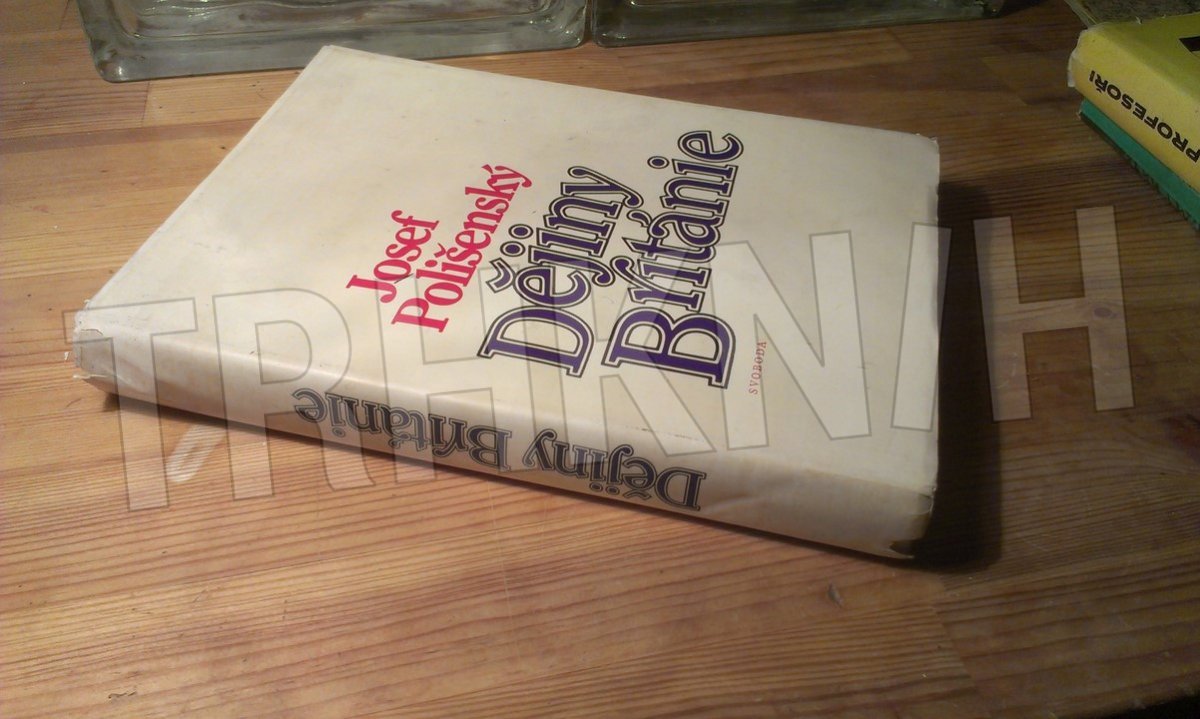 Josef
Polišenský
Dějiny
Británie
SVOBODA
Dějiny Británie
PROFESOŘI
TRHKNIH